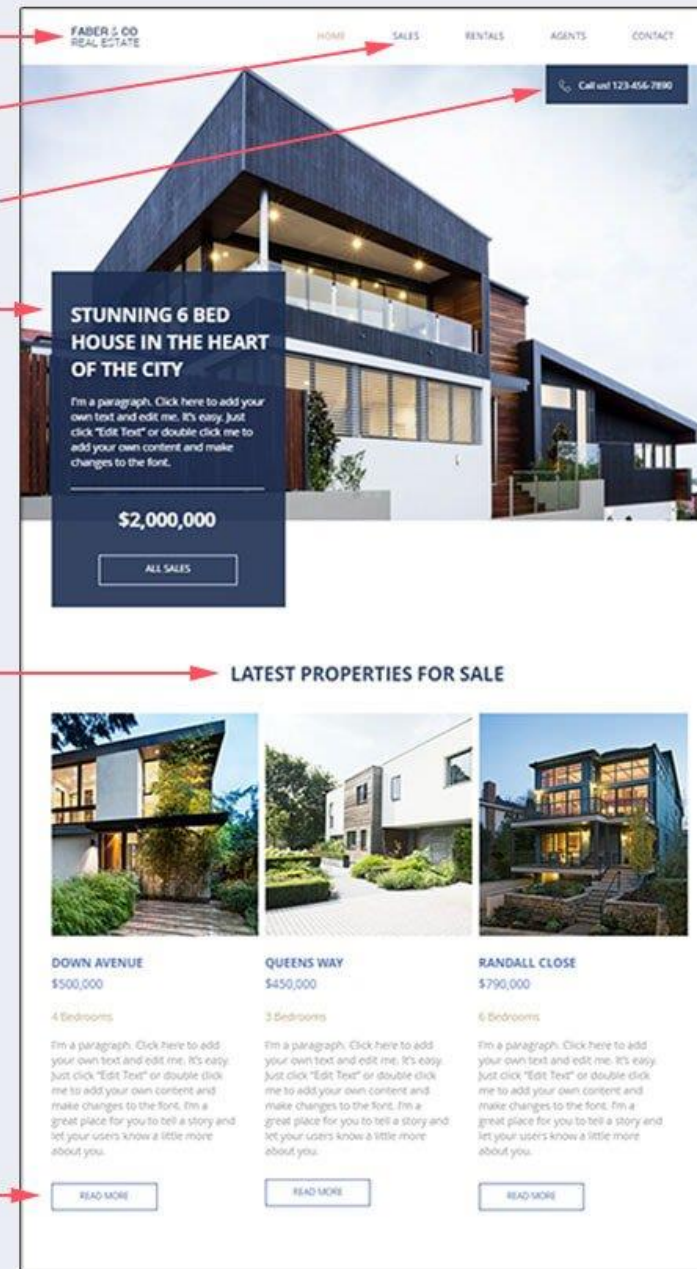 FABER & CO
REAL ESTATE
HOME SALES RENTALS AGENTS CONTACT
Call us! 123-456-7890
STUNNING 6 BED
HOUSE IN THE HEART
OF THE CITY
I'm a paragraph. Click here to add your
own text and edit me. It's easy. Just
click "Edit Text" or double click me to
add your own content and make
changes to the font.
$2,000,000
ALL SALES
LATEST PROPERTIES FOR SALE
DOWN AVENUE
$500,000
4 Bedrooms
I'm a paragraph. Click here to add
your own text and edit me. It's easy.
Just click "Edit Text" or double click
me to add your own content and
make changes to the font. I'm a
great place for you to tell a story and
let your users know a little more
about you.
READ MORE
QUEENS WAY
$450,000
3 Bedrooms
I'm a paragraph. Click here to add
your own text and edit me. It's easy.
Just click "Edit Text" or double click
me to add your own content and
make changes to the font. I'm a
great place for you to tell a story and
let your users know a little more
about you.
READ MORE
RANDALL CLOSE
$790,000
6 Bedrooms
I'm a paragraph. Click here to add
your own text and edit me. It's easy.
Just click "Edit Text" or double click
me to add your own content and
make changes to the font. I'm a
great place for you to tell a story and
let your users know a little more
about you.
READ MORE